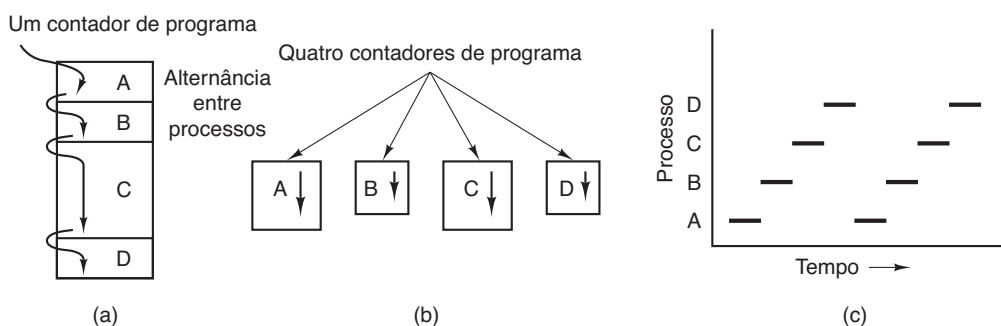 Um contador de programa
A
B
C
D
Alternância
entre
processos
(a)
Quatro contadores de programa
A
B
C
D
(b)
Processo
D
C
B
A
Tempo
(c)